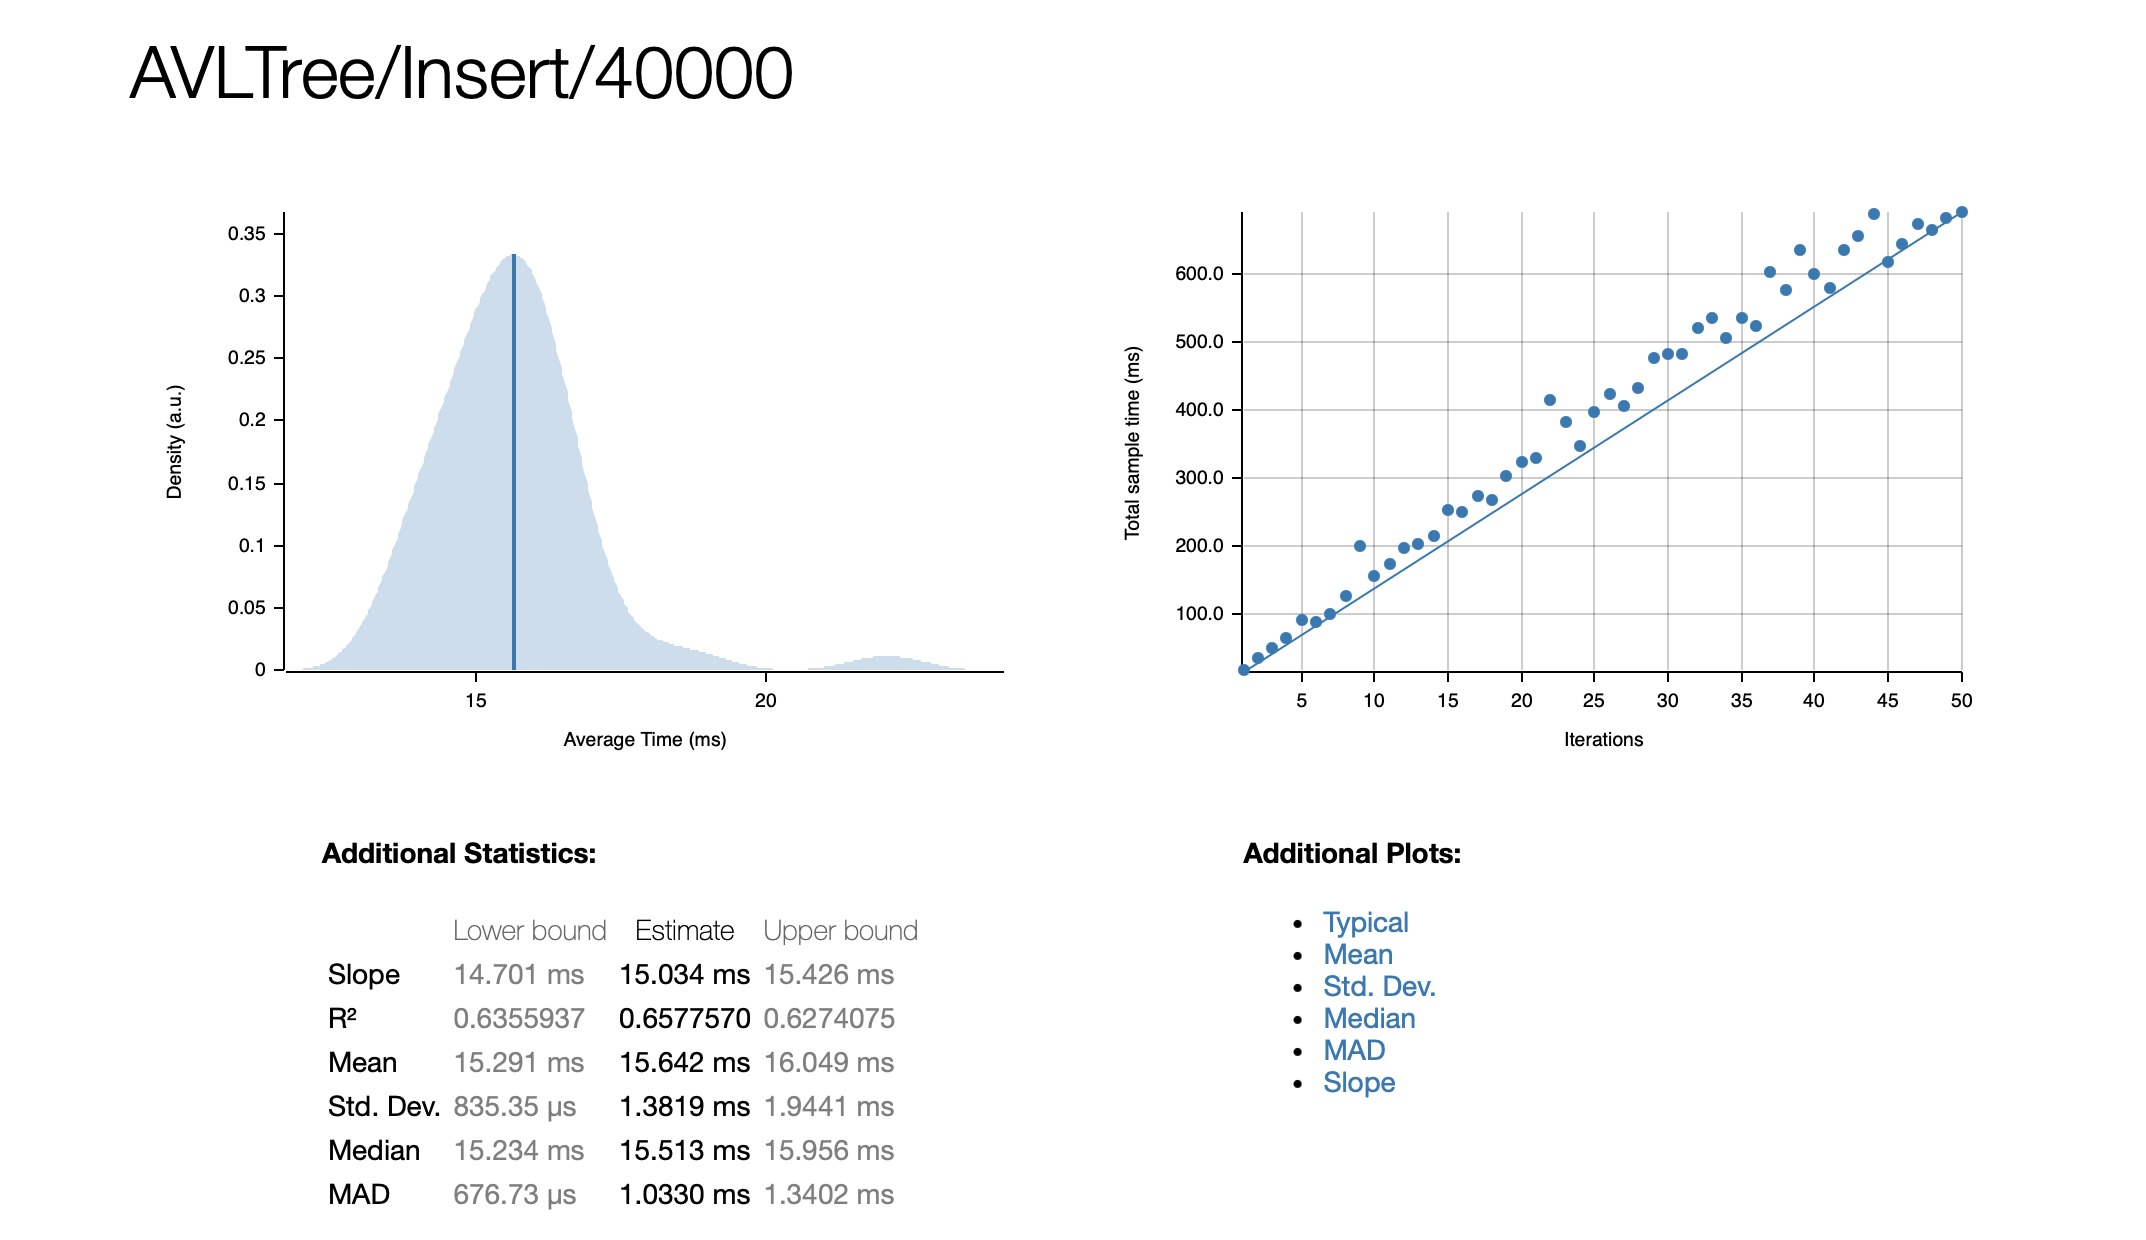 AVLTree/Insert/40000
Density (a.u.)
0.35
0.3
0.25
0.2
0.15
0.1
0.05
0
15 20
Average Time (ms)
Total sample time (ms)
600.0
500.0
400.0
300.0
200.0
100.0
5 10 15 20 25 30 35 40 45 50
Iterations
Additional Statistics:
Lower bound Estimate Upper bound
Slope 14.701 ms 15.034 ms 15.426 ms
R² 0.6355937 0.6577570 0.6274075
Mean 15.291 ms 15.642 ms 16.049 ms
Std. Dev. 835.35 µs 1.3819 ms 1.9441 ms
Median 15.234 ms 15.513 ms 15.956 ms
MAD 676.73 µs 1.0330 ms 1.3402 ms
Additional Plots:
• Typical
• Mean
• Std. Dev.
• Median
• MAD
• Slope